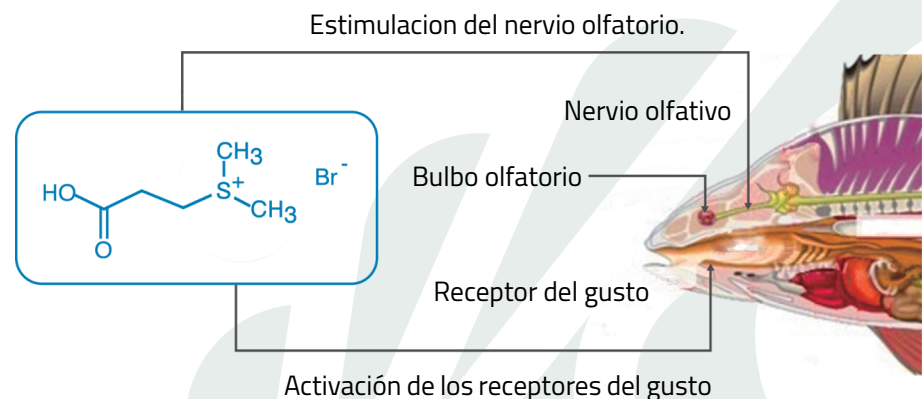 Estimulacion del nervio olfatorio.
Nervio olfativo
Bulbo olfatorio
CH3
S+
CH3
Br-
HO
O
Receptor del gusto
Activación de los receptores del gusto